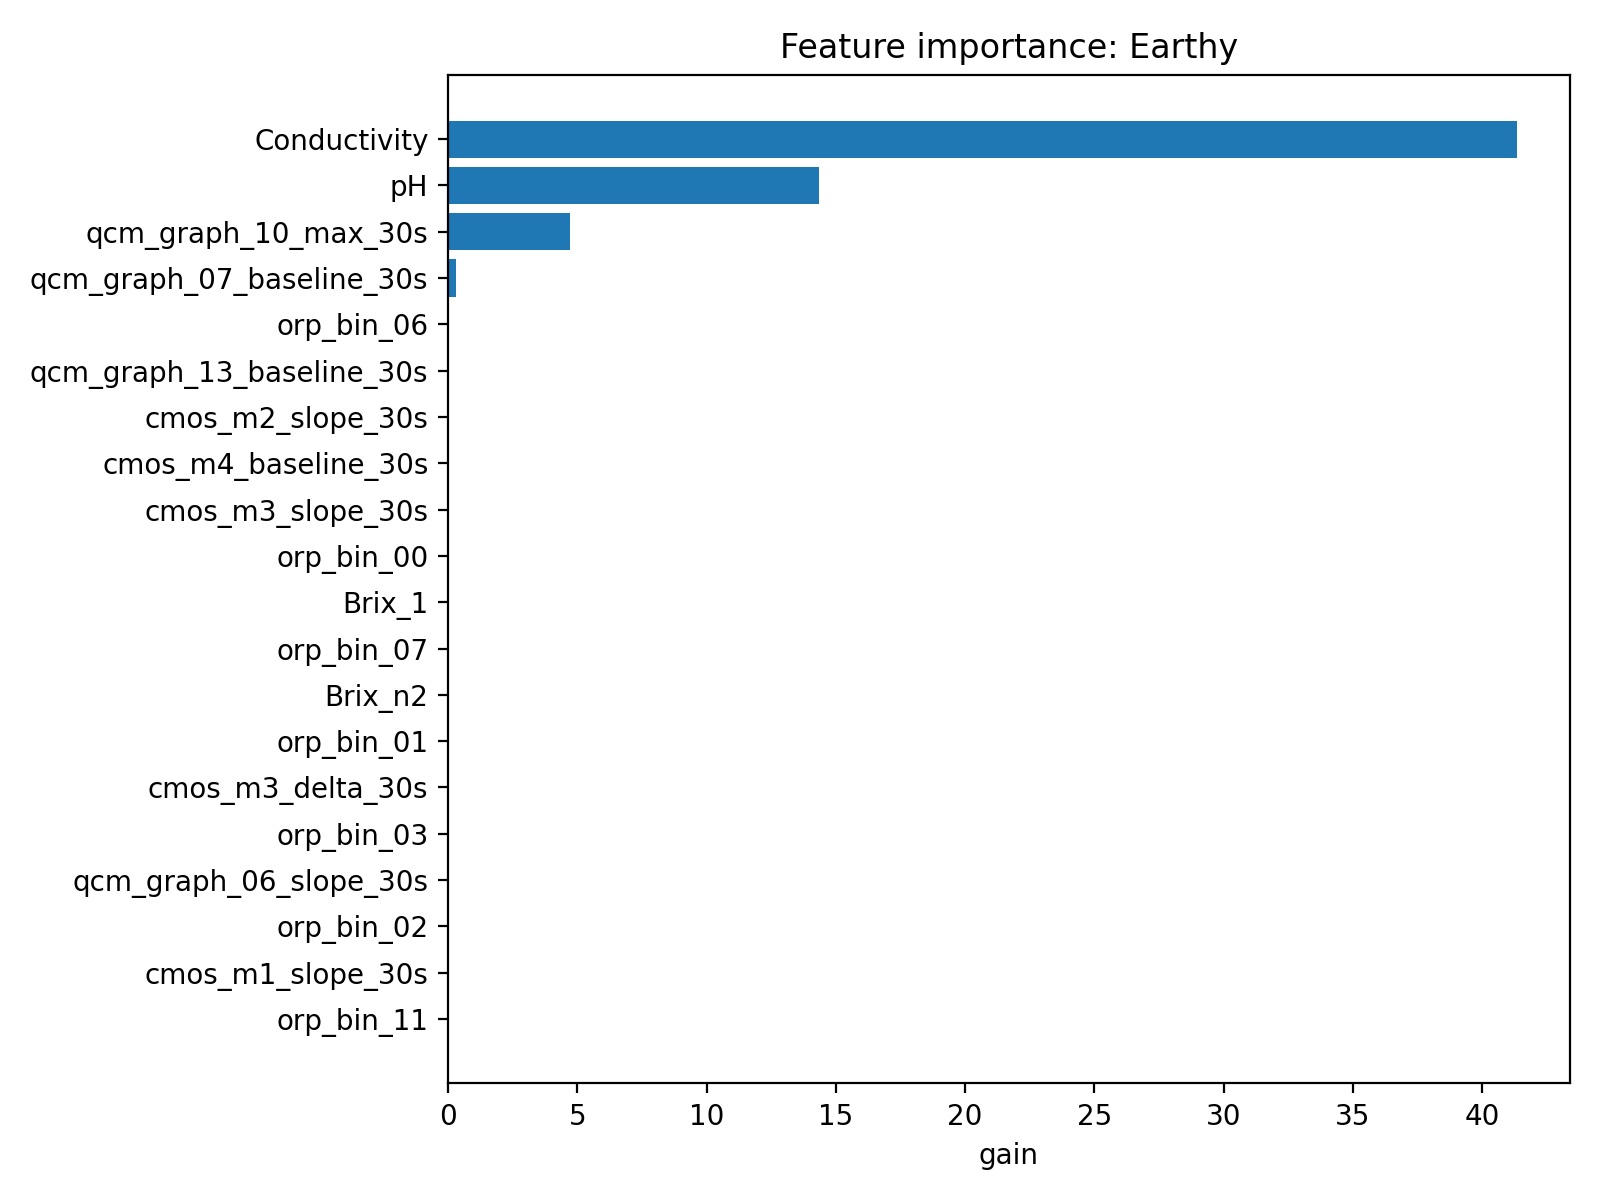 Feature importance: Earthy
Conductivity
pH
qcm_graph_10_max_30s
qcm_graph_07_baseline_30s
orp_bin_06
qcm_graph_13_baseline_30s
cmos_m2_slope_30s
cmos_m4_baseline_30s
cmos_m3_slope_30s
orp_bin_00
Brix_1
orp_bin_07
Brix_n2
orp_bin_01
cmos_m3_delta_30s
orp_bin_03
qcm_graph_06_slope_30s
orp_bin_02
cmos_m1_slope_30s
orp_bin_11
0 5 10 15 20 25 30 35 40
gain